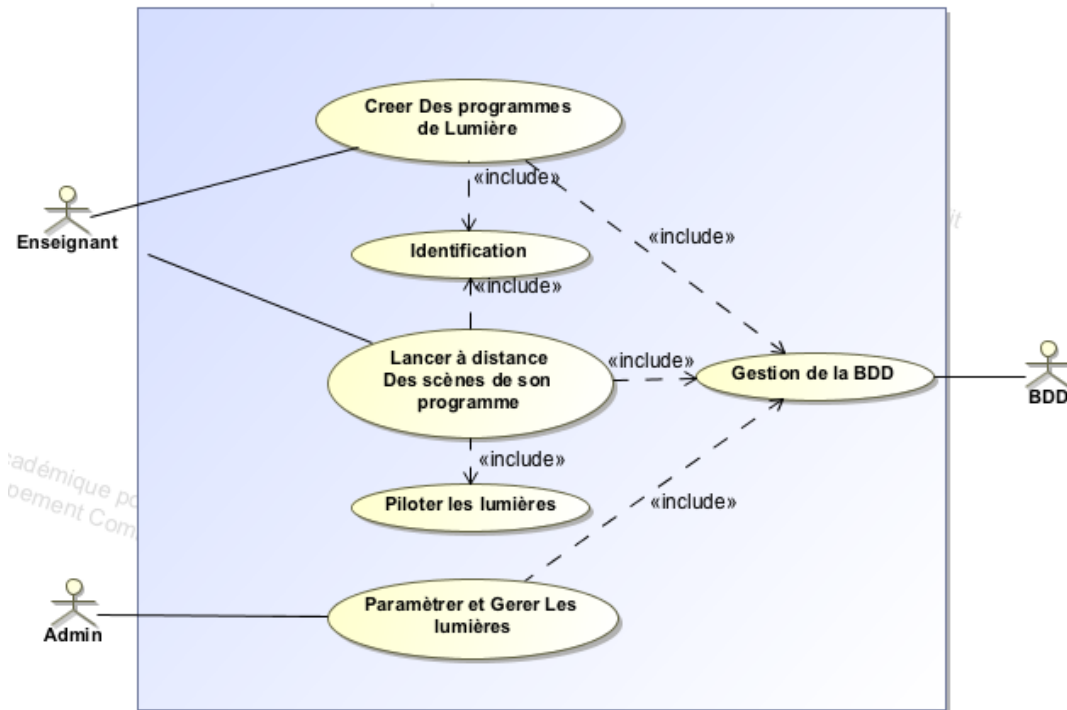 Creer Des programmes
de Lumière
«include»
Enseignant
«include»
Identification
«include»
Lancer à distance
Des scènes de son
programme
«include»
Gestion de la BDD
BDD
«include»
Piloter les lumières
«include»
Admin
Paramètrer et Gerer Les
lumières